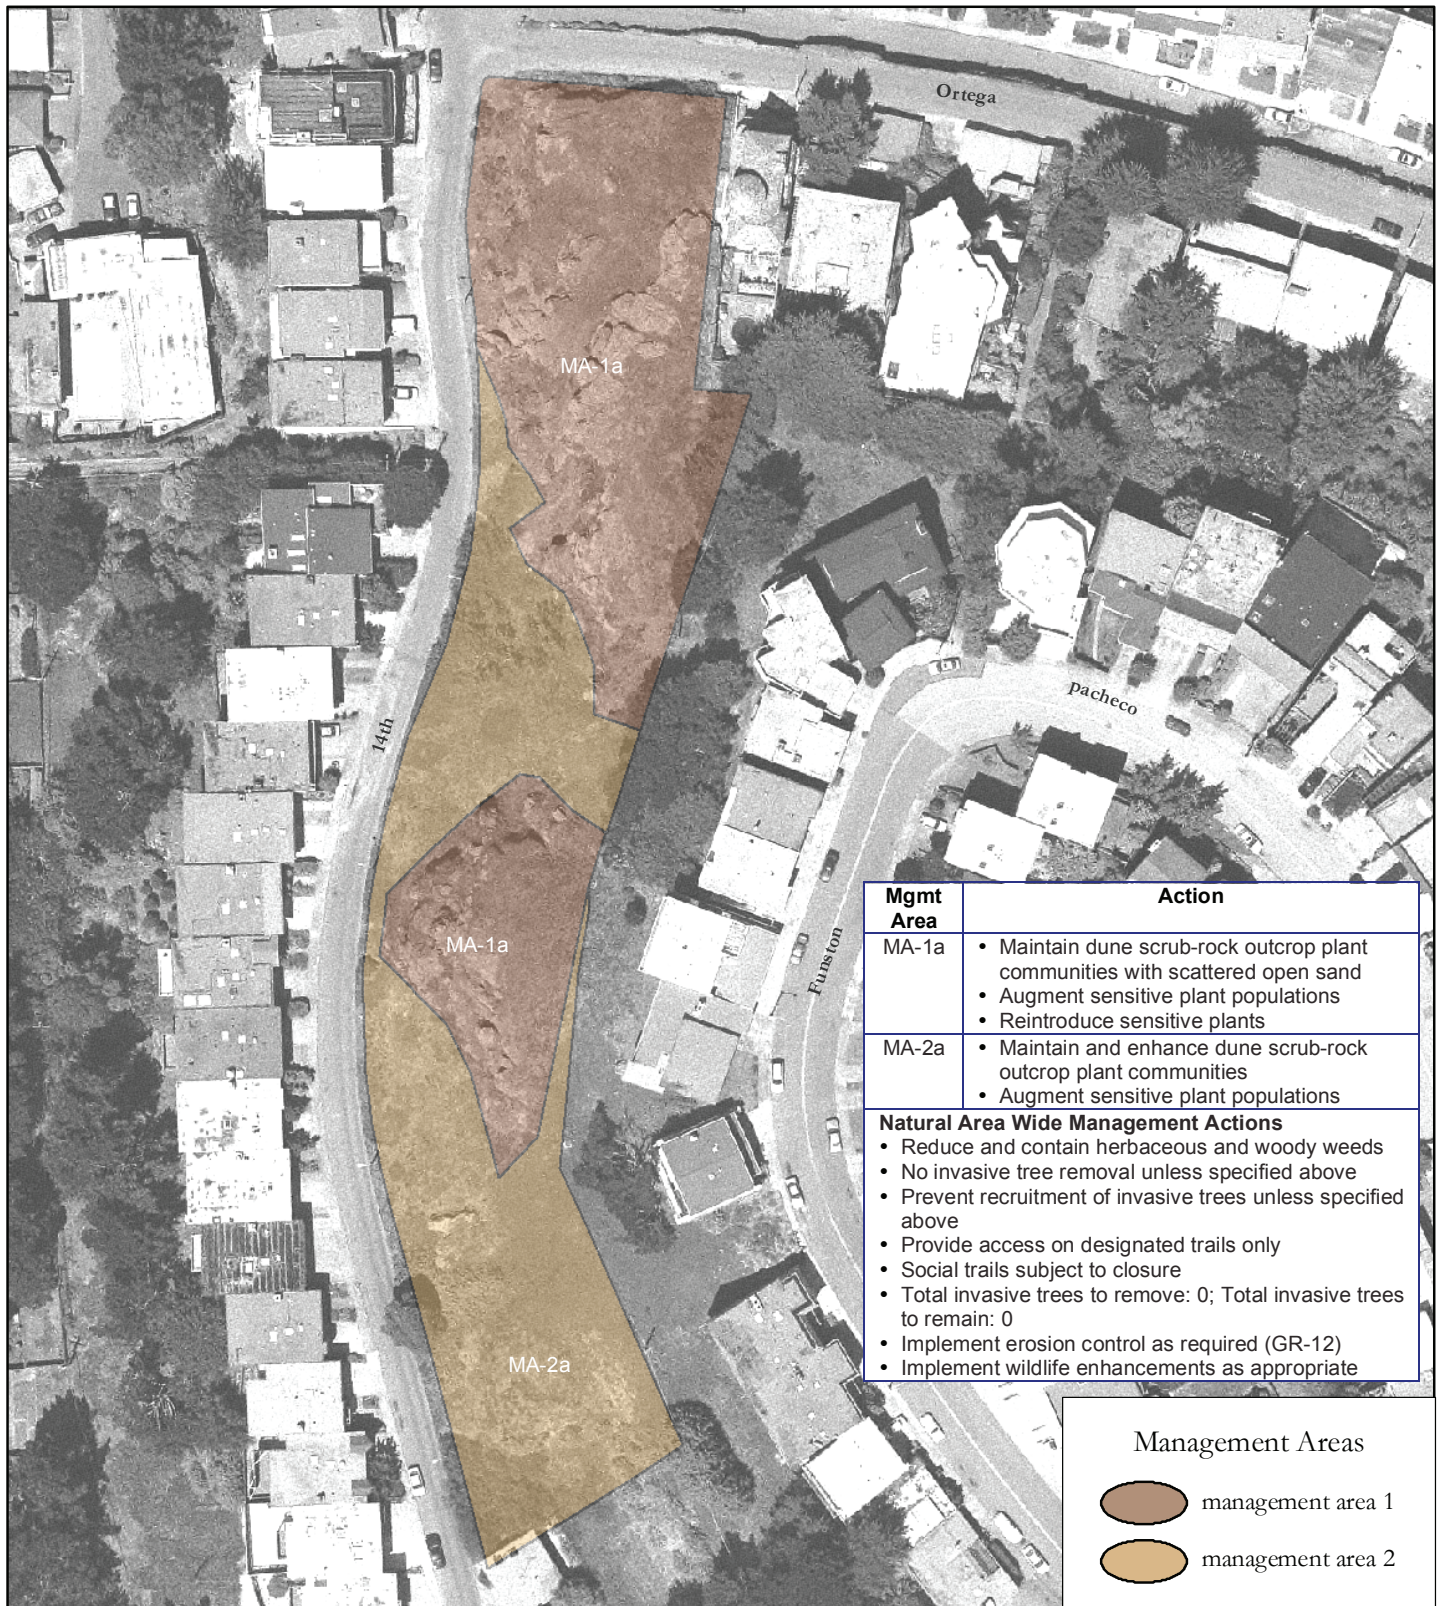 Ortega
MA-1a
pacheco
14th
MA-1a
Funston
MA-2a
Mgmt Area
Action
MA-1a
• Maintain dune scrub-rock outcrop plant
communities with scattered open sand
• Augment sensitive plant populations
• Reintroduce sensitive plants
MA-2a
• Maintain and enhance dune scrub-rock
outcrop plant communities
• Augment sensitive plant populations
Natural Area Wide Management Actions
• Reduce and contain herbaceous and woody weeds
• No invasive tree removal unless specified above
• Prevent recruitment of invasive trees unless specified
above
• Provide access on designated trails only
• Social trails subject to closure
• Total invasive trees to remove: 0; Total invasive trees
to remain: 0
• Implement erosion control as required (GR-12)
• Implement wildlife enhancements as appropriate
Management Areas
management area 1
management area 2